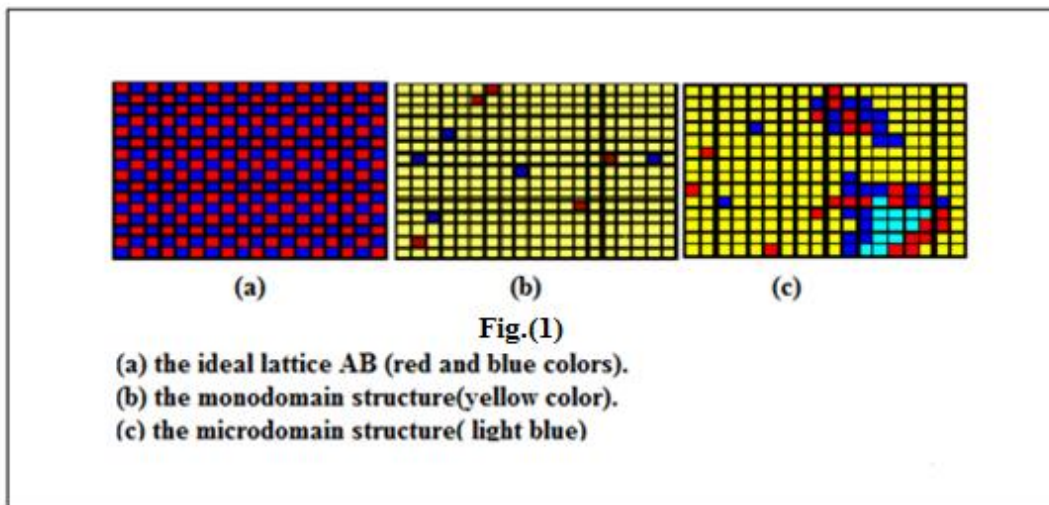 (a) (b) (c)
Fig.(1)
(a) the ideal lattice AB (red and blue colors).
(b) the monodomain structure(yellow color).
(c) the microdomain structure( light blue)